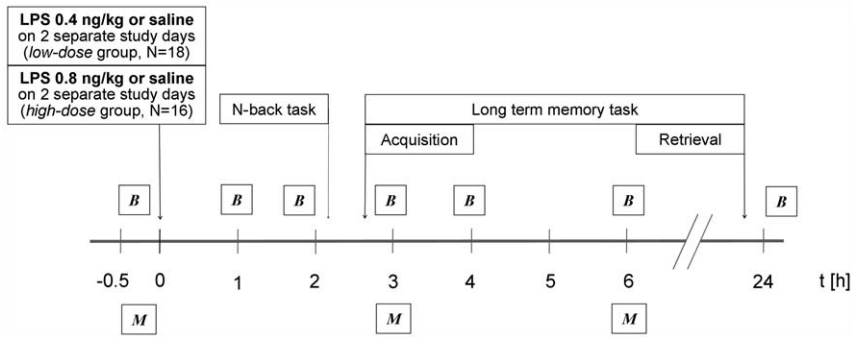 LPS 0.4 ng/kg or saline
on 2 separate study days
(low-dose group, N=18)
LPS 0.8 ng/kg or saline
on 2 separate study days
(high-dose group, N=16)
N-back task
Long term memory task
Acquisition
Retrieval
B B B B B B B
-0.5 0 1 2 3 4 5 6 24 t [h]
M M M